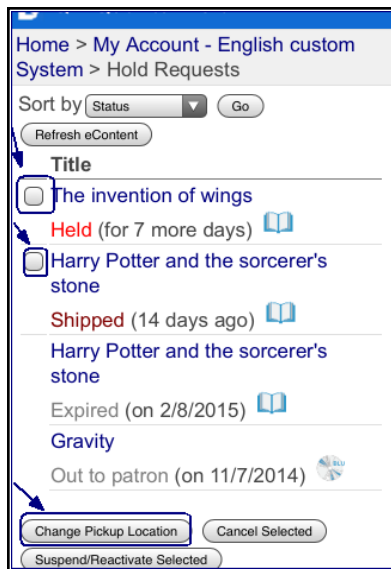 Home > My Account - English custom
System > Hold Requests
Sort by Status Go
Refresh eContent
Title
The invention of wings
Held (for 7 more days)
Harry Potter and the sorcerer's
stone
Shipped (14 days ago)
Harry Potter and the sorcerer's
stone
Expired (on 2/8/2015)
Gravity
Out to patron (on 11/7/2014) BLU
Change Pickup Location Cancel Selected
Suspend/Reactivate Selected